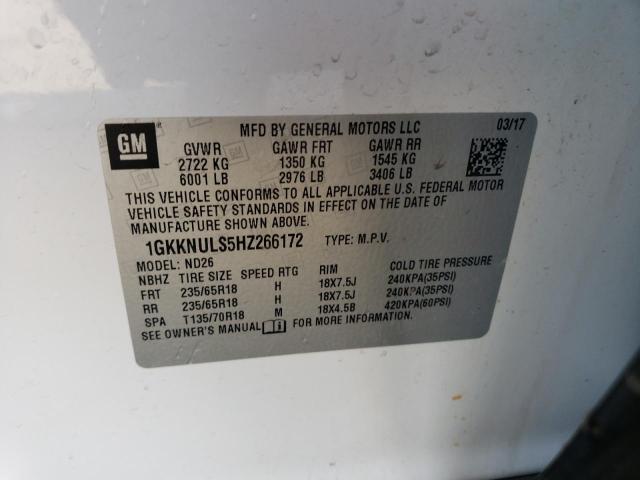 GM
MFD BY GENERAL MOTORS LLC 03/17
GVWR GAWR FRT GAWR RR
2722 KG 1350 KG 1545 KG
6001 LB 2976 LB 3406 LB
THIS VEHICLE CONFORMS TO ALL APPLICABLE U.S. FEDERAL MOTOR
VEHICLE SAFETY STANDARDS IN EFFECT ON THE DATE OF
MANUFACTURE SHOWN ABOVE.
1GKKNULS5HZ266172 TYPE: M.P.V.
MODEL: ND26
NBHZ TIRE SIZE SPEED RTG RIM COLD TIRE PRESSURE
FRT 235/65R18 H 18X7.5J 240KPA(35PSI)
RR 235/65R18 H 18X7.5J 240KPA(35PSI)
SPA T135/70R18 M 18X4.5B 420KPA(60PSI)
SEE OWNER'S MANUAL FOR MORE INFORMATION.